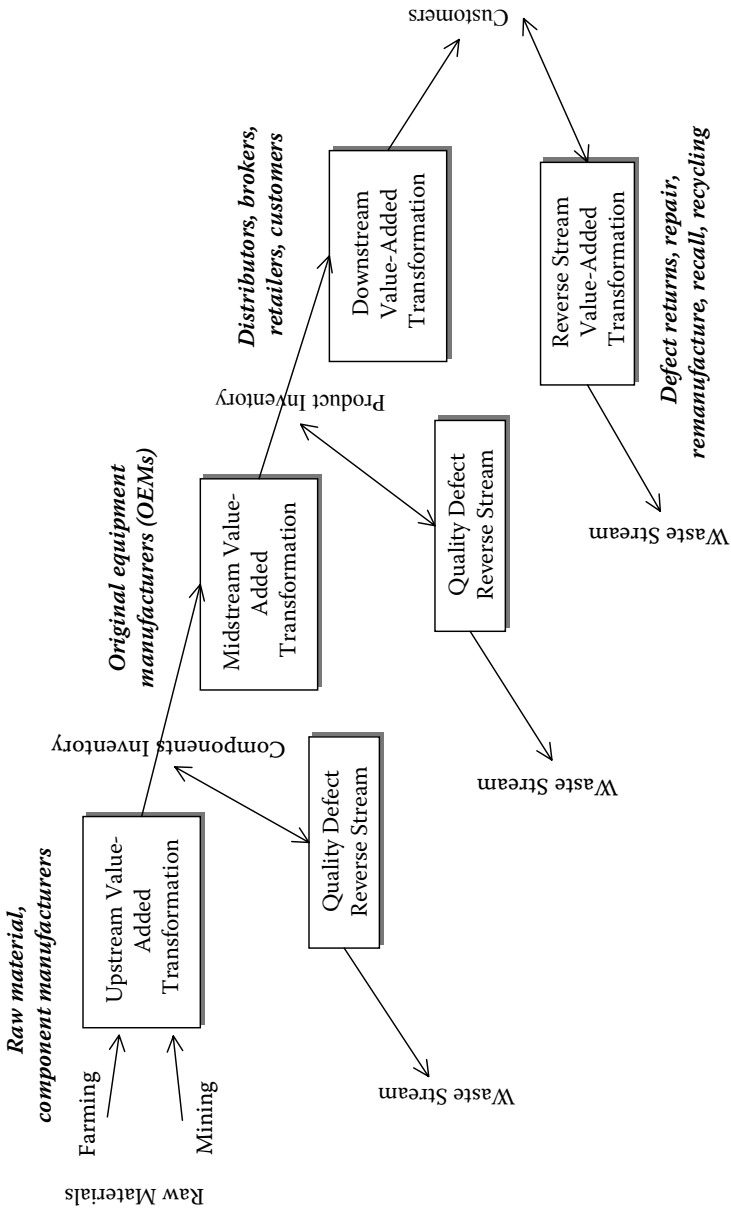 Raw Materials
Farming
Mining
Raw material,
component manufacturers
Upstream Value-
Added
Transformation
Waste Stream
Quality Defect
Reverse Stream
Components Inventory
Original equipment
manufacturers (OEMs)
Midstream Value-
Added
Transformation
Waste Stream
Quality Defect
Reverse Stream
Product Inventory
Distributors, brokers,
retailers, customers
Downstream
Value-Added
Transformation
Customers
Waste Stream
Reverse Stream
Value-Added
Transformation
Defect returns, repair,
remanufacture, recall, recycling